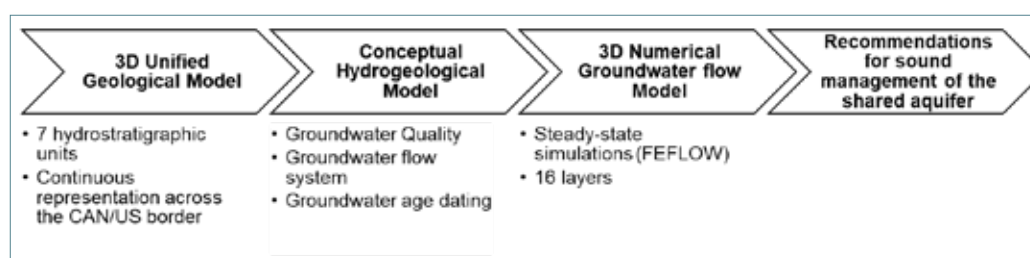 3D Unified
Geological Model
Conceptual
Hydrogeological
Model
3D Numerical
Groundwater flow
Model
Recommendations
for sound
management of the
shared aquifer
• 7 hydrostratigraphic
units
• Continuous
representation across
the CAN/US border
• Groundwater Quality
• Groundwater flow
system
• Groundwater age dating
• Steady-state
simulations (FEFLOW)
• 16 layers